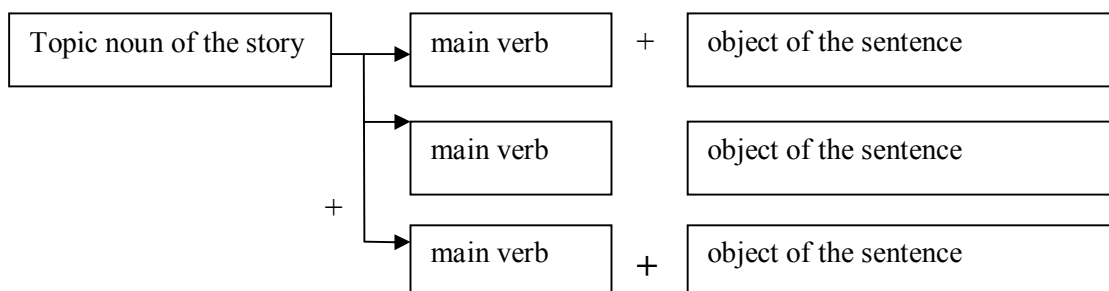 Topic noun of the story main verb + object of the sentence
main verb object of the sentence
+
main verb + object of the sentence